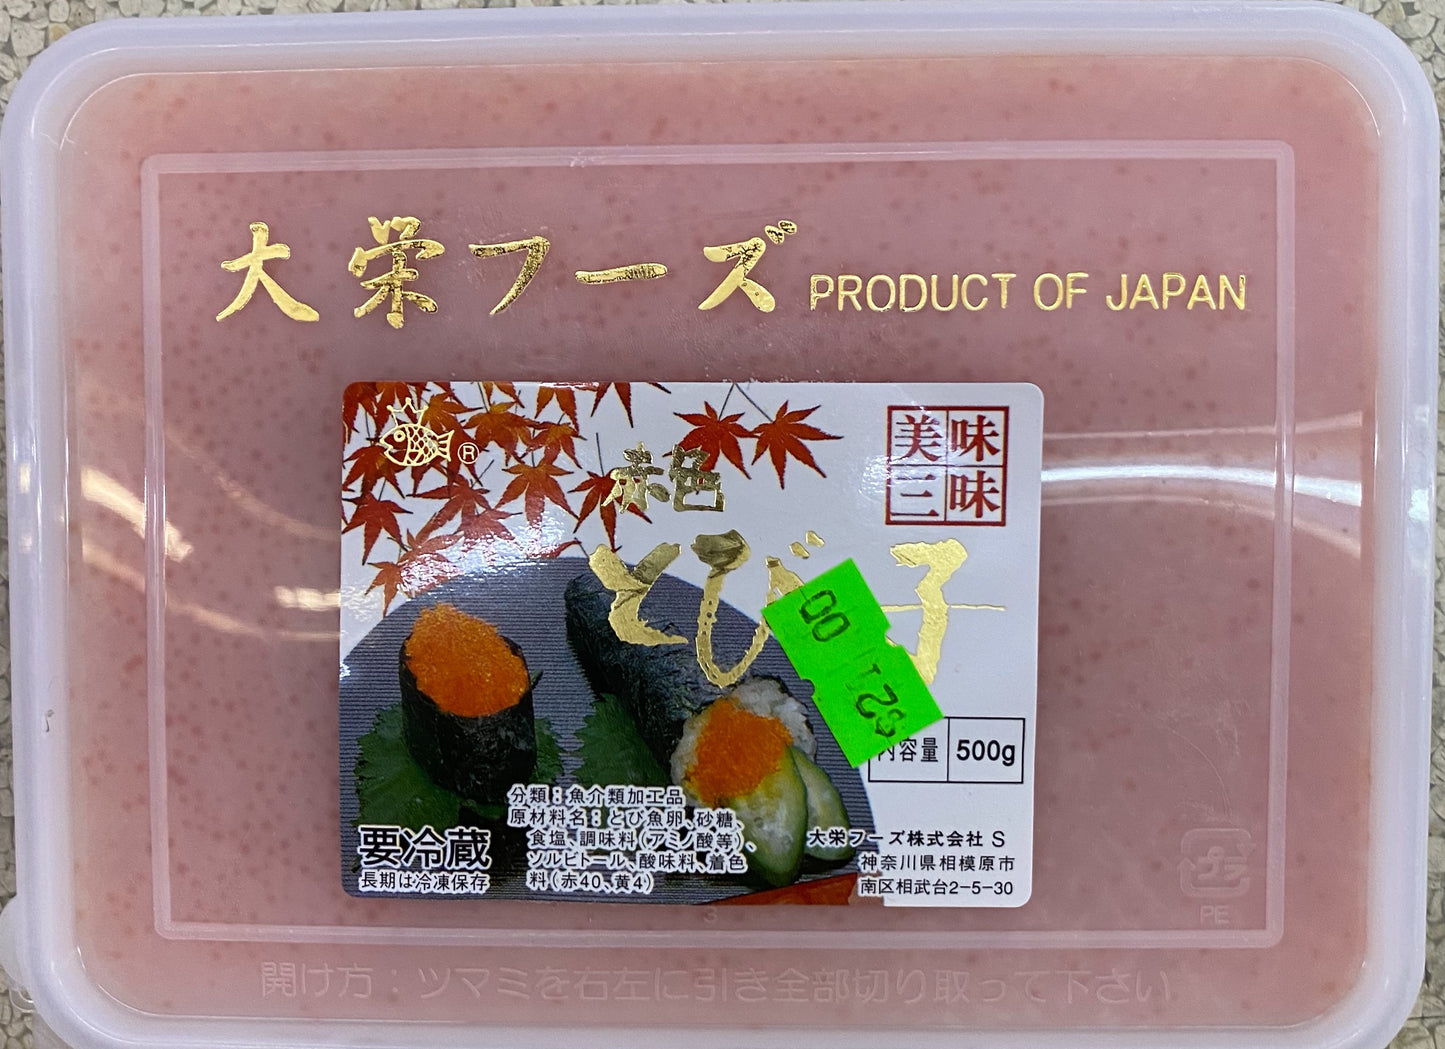 大栄フーズ PRODUCT OF JAPAN
®
美味
三味
赤色
とび子
$21.00
内容量 500g
分類：魚介類加工品
原材料名：とび魚卵、砂糖、
食塩、調味料（アミノ酸等）、
ソルビトール、酸味料、着色
料（赤40、黄4）
要冷蔵
長期は冷凍保存
大栄フーズ株式会社 S
神奈川県相模原市
南区相武台2-5-30
プラ
PE
3
開け方：ツマミを右左に引き全部切り取って下さい